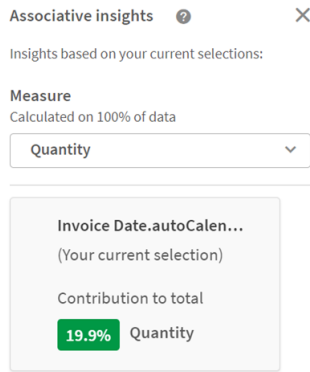 Associative insights
Insights based on your current selections:
Measure
Calculated on 100% of data
Quantity
Invoice Date.autoCalen...
(Your current selection)
Contribution to total
19.9% Quantity